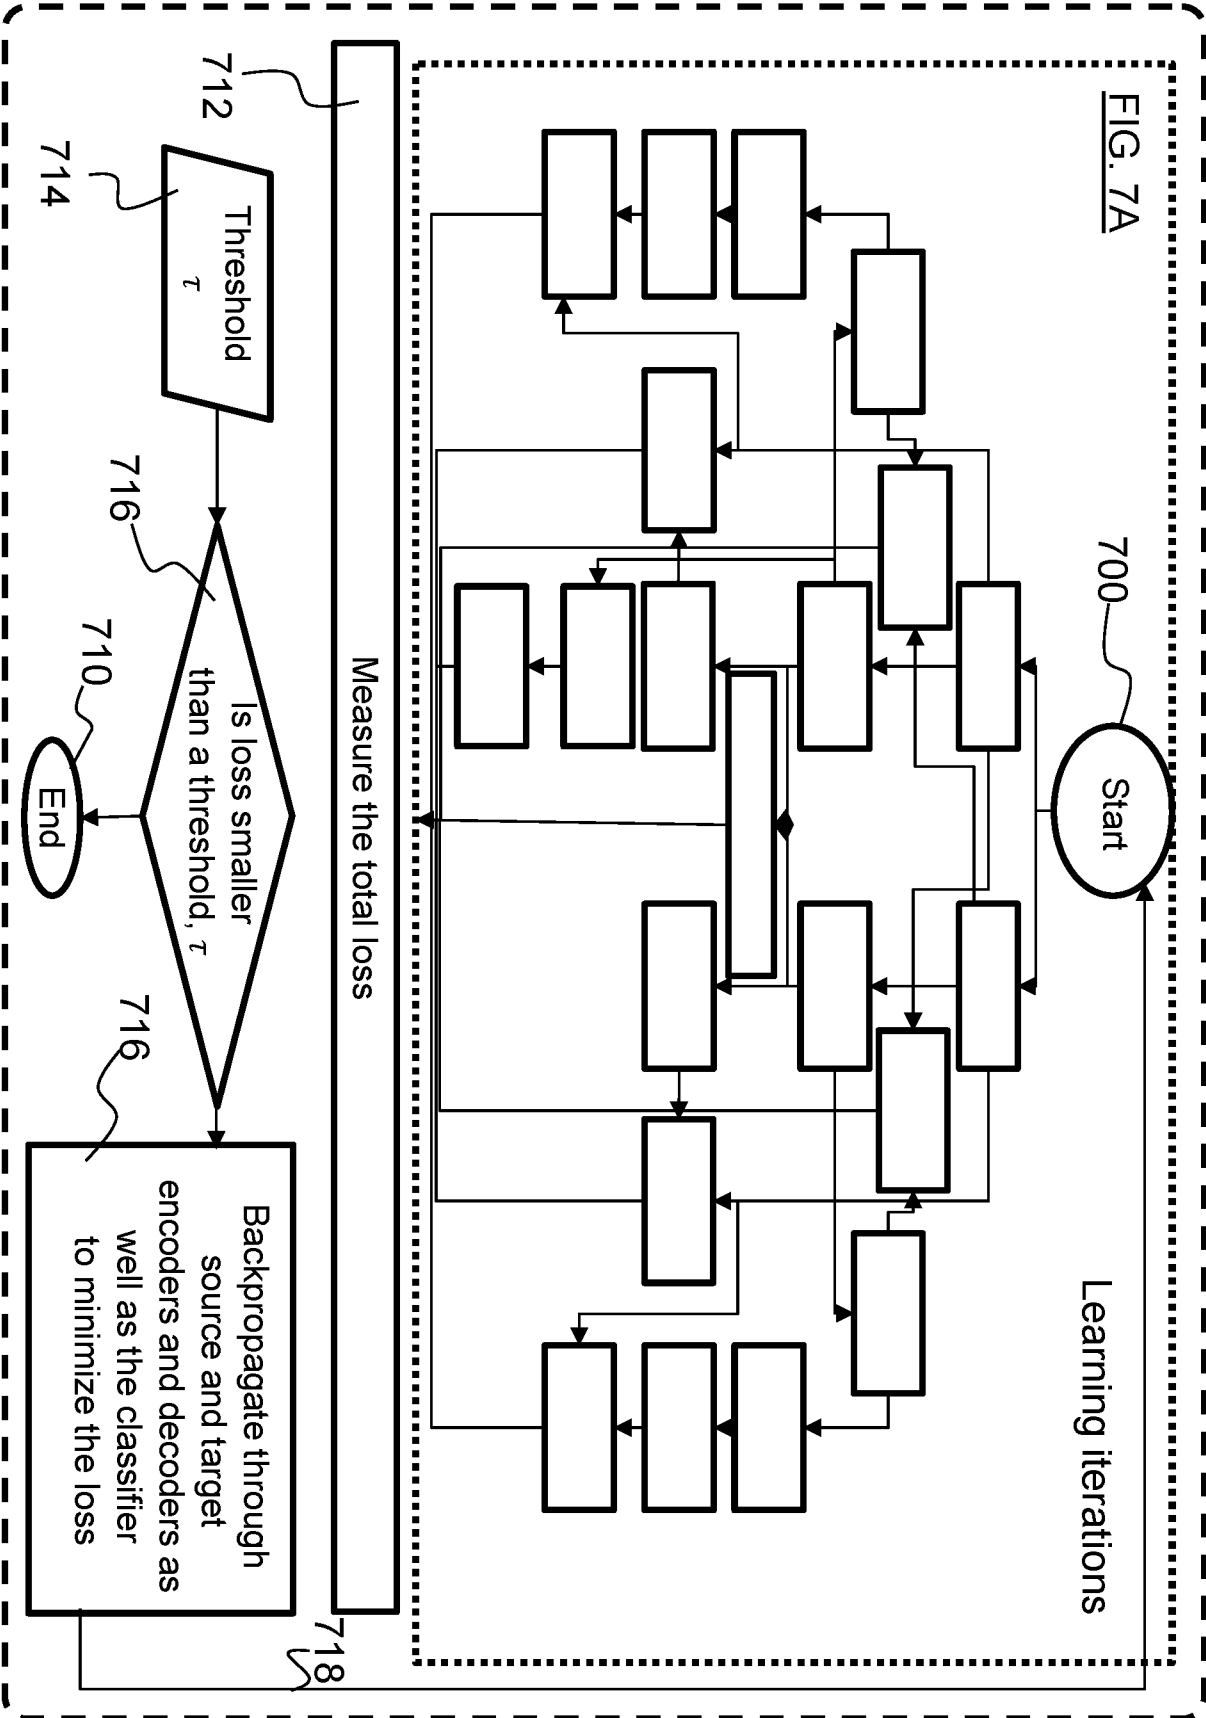 FIG. 7A
Learning iterations
700
Start
712
Measure the total loss
714
Threshold
τ
716
Is loss smaller
than a threshold, τ
710
End
716
Backpropagate through
source and target
encoders and decoders as
well as the classifier
to minimize the loss
718